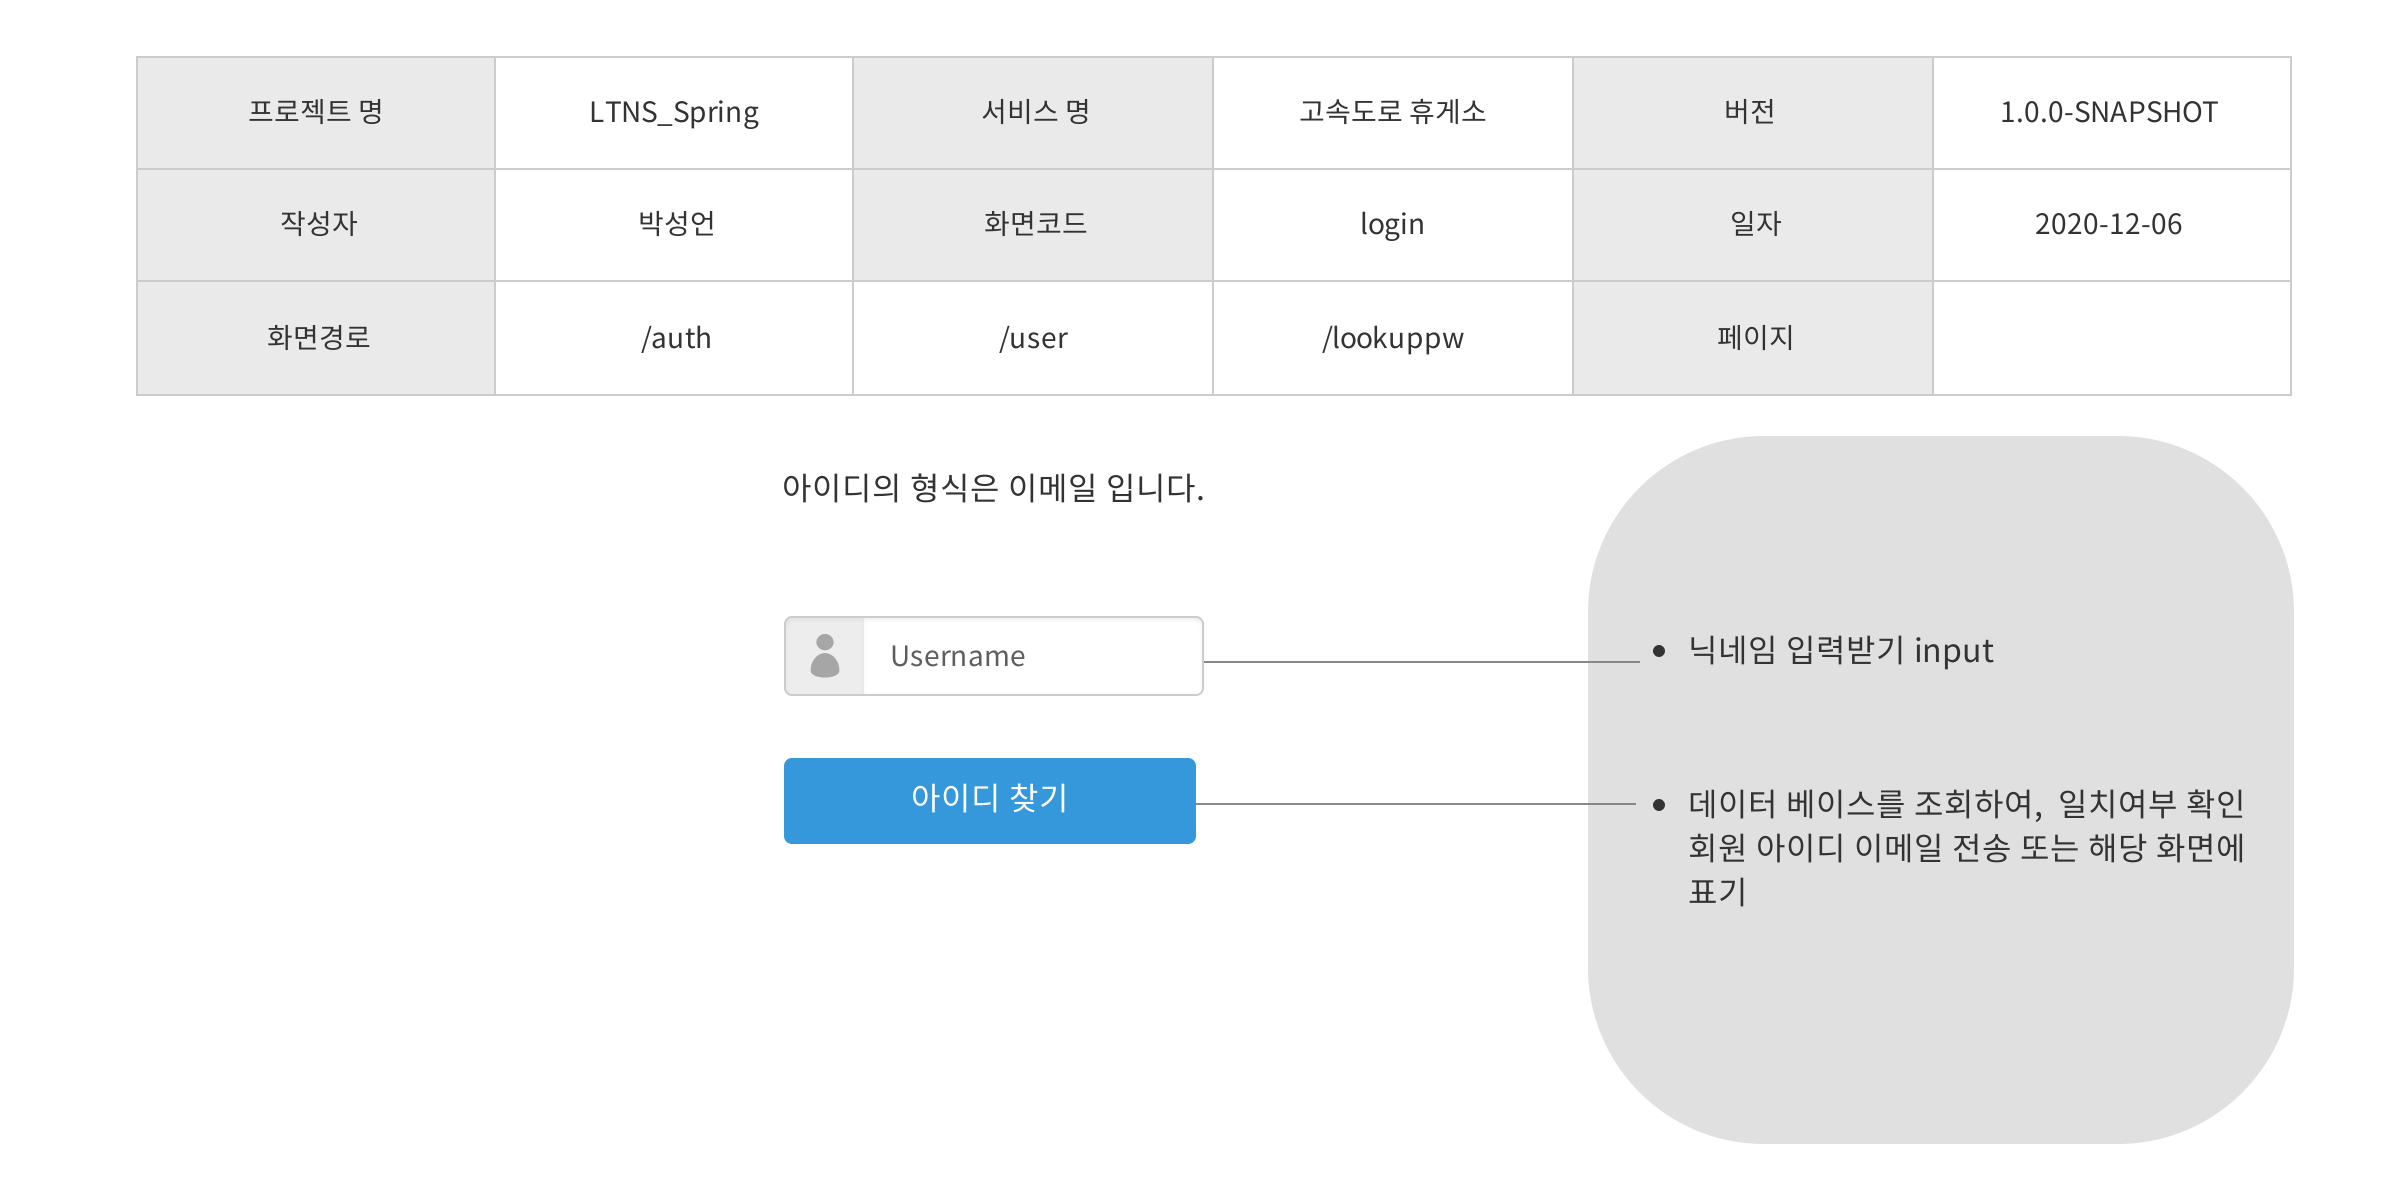 프로젝트 명 LTNS_Spring 서비스 명 고속도로 휴게소 버전 1.0.0-SNAPSHOT
작성자 박성언 화면코드 login 일자 2020-12-06
화면경로 /auth /user /lookuppw 페이지
아이디의 형식은 이메일 입니다.
Username
닉네임 입력받기 input
아이디 찾기
데이터 베이스를 조회하여, 일치여부 확인
회원 아이디 이메일 전송 또는 해당 화면에
표기